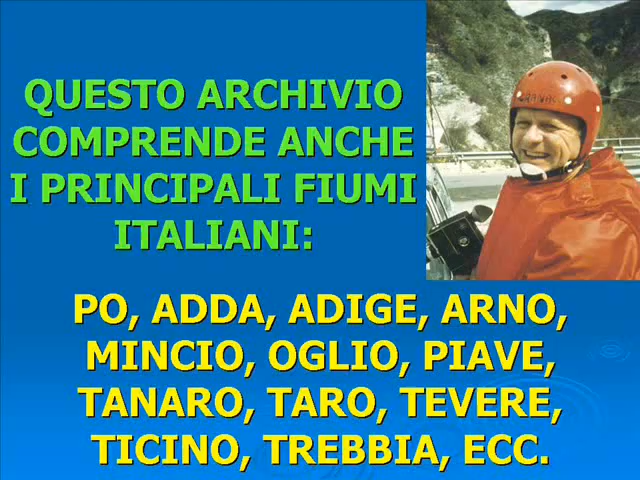 QUESTO ARCHIVIO
COMPRENDE ANCHE
I PRINCIPALI FIUMI
ITALIANI:
PO, ADDA, ADIGE, ARNO,
MINCIO, OGLIO, PIAVE,
TANARO, TARO, TEVERE,
TICINO, TREBBIA, ECC.